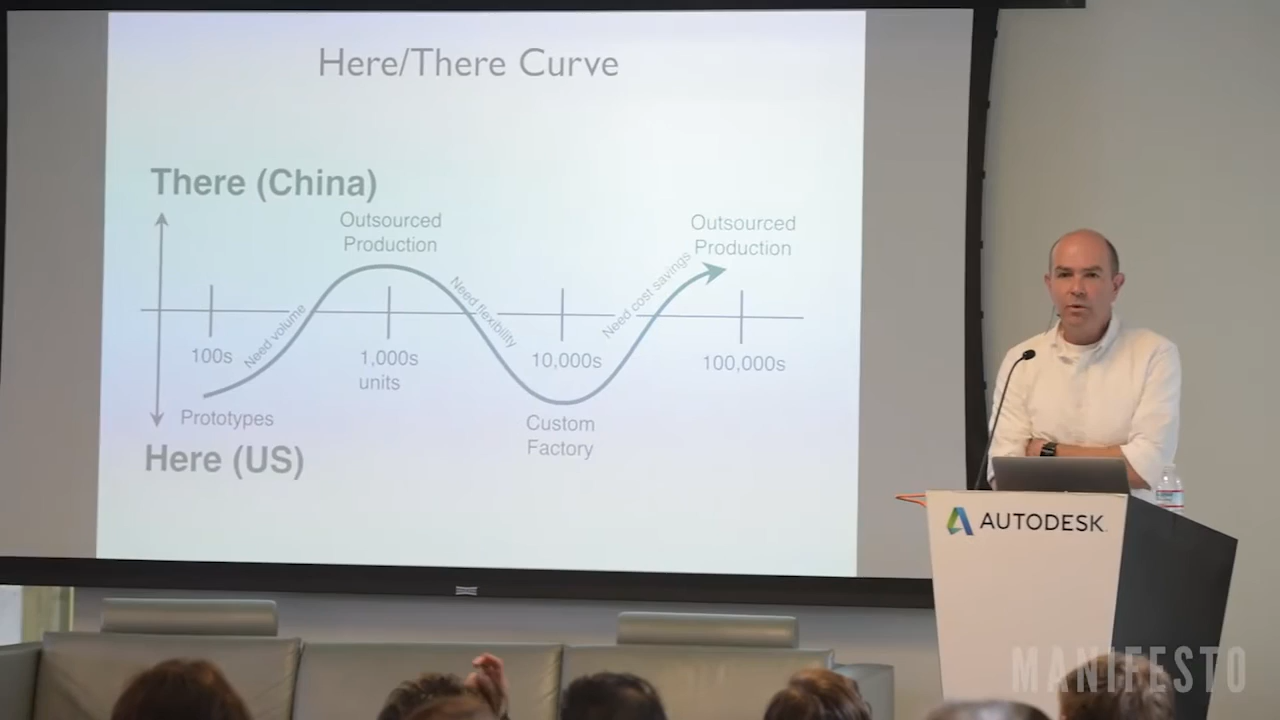 Here/There Curve
There (China)
Outsourced
Production
Outsourced
Production
Need volume
Need flexibility
Need cost savings
100s
1,000s
units
10,000s
100,000s
Prototypes
Custom
Factory
Here (US)
AUTODESK.
MANIFESTO